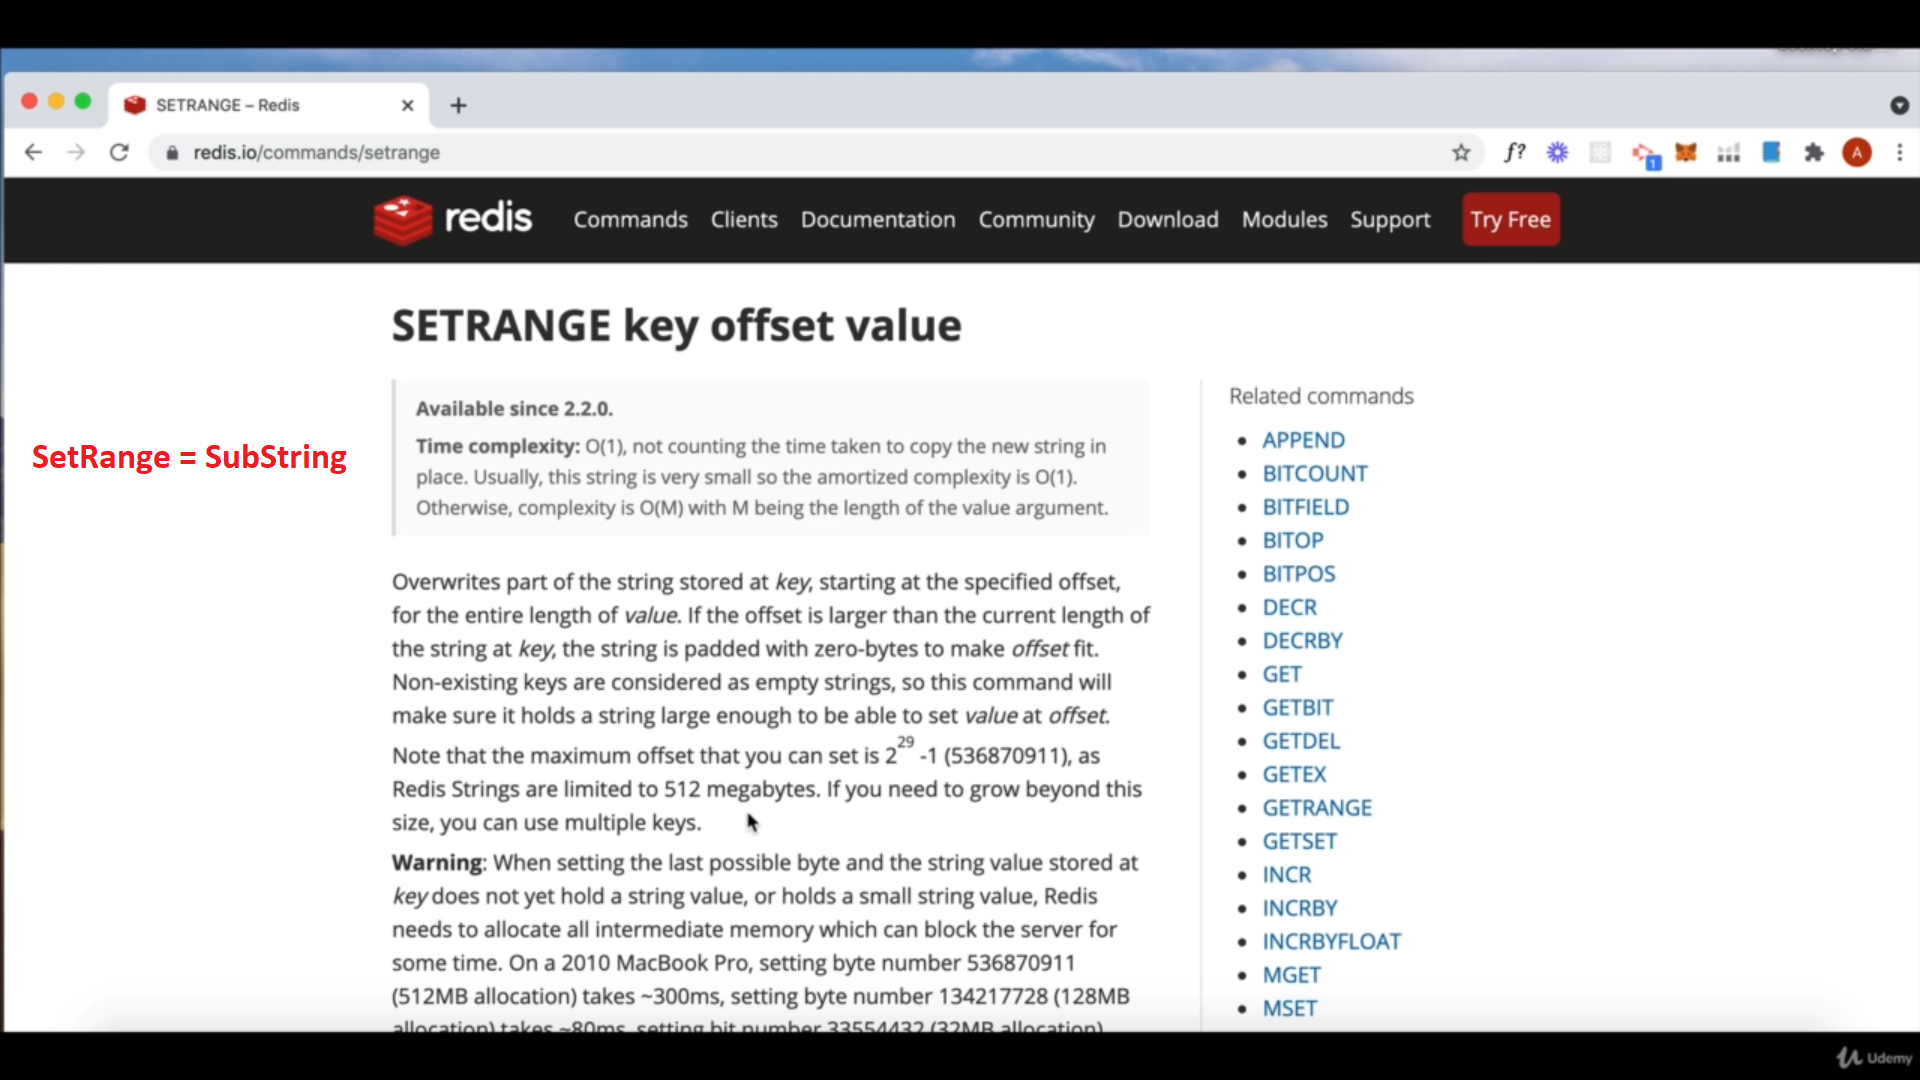 SETRANGE – Redis
redis.io/commands/setrange
f?
1
A
redis
Commands Clients Documentation Community Download Modules Support Try Free
SETRANGE key offset value
Available since 2.2.0.
Time complexity: O(1), not counting the time taken to copy the new string in
place. Usually, this string is very small so the amortized complexity is O(1).
Otherwise, complexity is O(M) with M being the length of the value argument.
SetRange = SubString
Overwrites part of the string stored at key, starting at the specified offset,
for the entire length of value. If the offset is larger than the current length of
the string at key, the string is padded with zero-bytes to make offset fit.
Non-existing keys are considered as empty strings, so this command will
make sure it holds a string large enough to be able to set value at offset.
Note that the maximum offset that you can set is 2^29 -1 (536870911), as
Redis Strings are limited to 512 megabytes. If you need to grow beyond this
size, you can use multiple keys.
Warning: When setting the last possible byte and the string value stored at
key does not yet hold a string value, or holds a small string value, Redis
needs to allocate all intermediate memory which can block the server for
some time. On a 2010 MacBook Pro, setting byte number 536870911
(512MB allocation) takes ~300ms, setting byte number 134217728 (128MB
allocation) takes ~80ms, setting bit number 33554432 (32MB allocation)
Related commands
APPEND
BITCOUNT
BITFIELD
BITOP
BITPOS
DECR
DECRBY
GET
GETBIT
GETDEL
GETEX
GETRANGE
GETSET
INCR
INCRBY
INCRBYFLOAT
MGET
MSET
Udemy